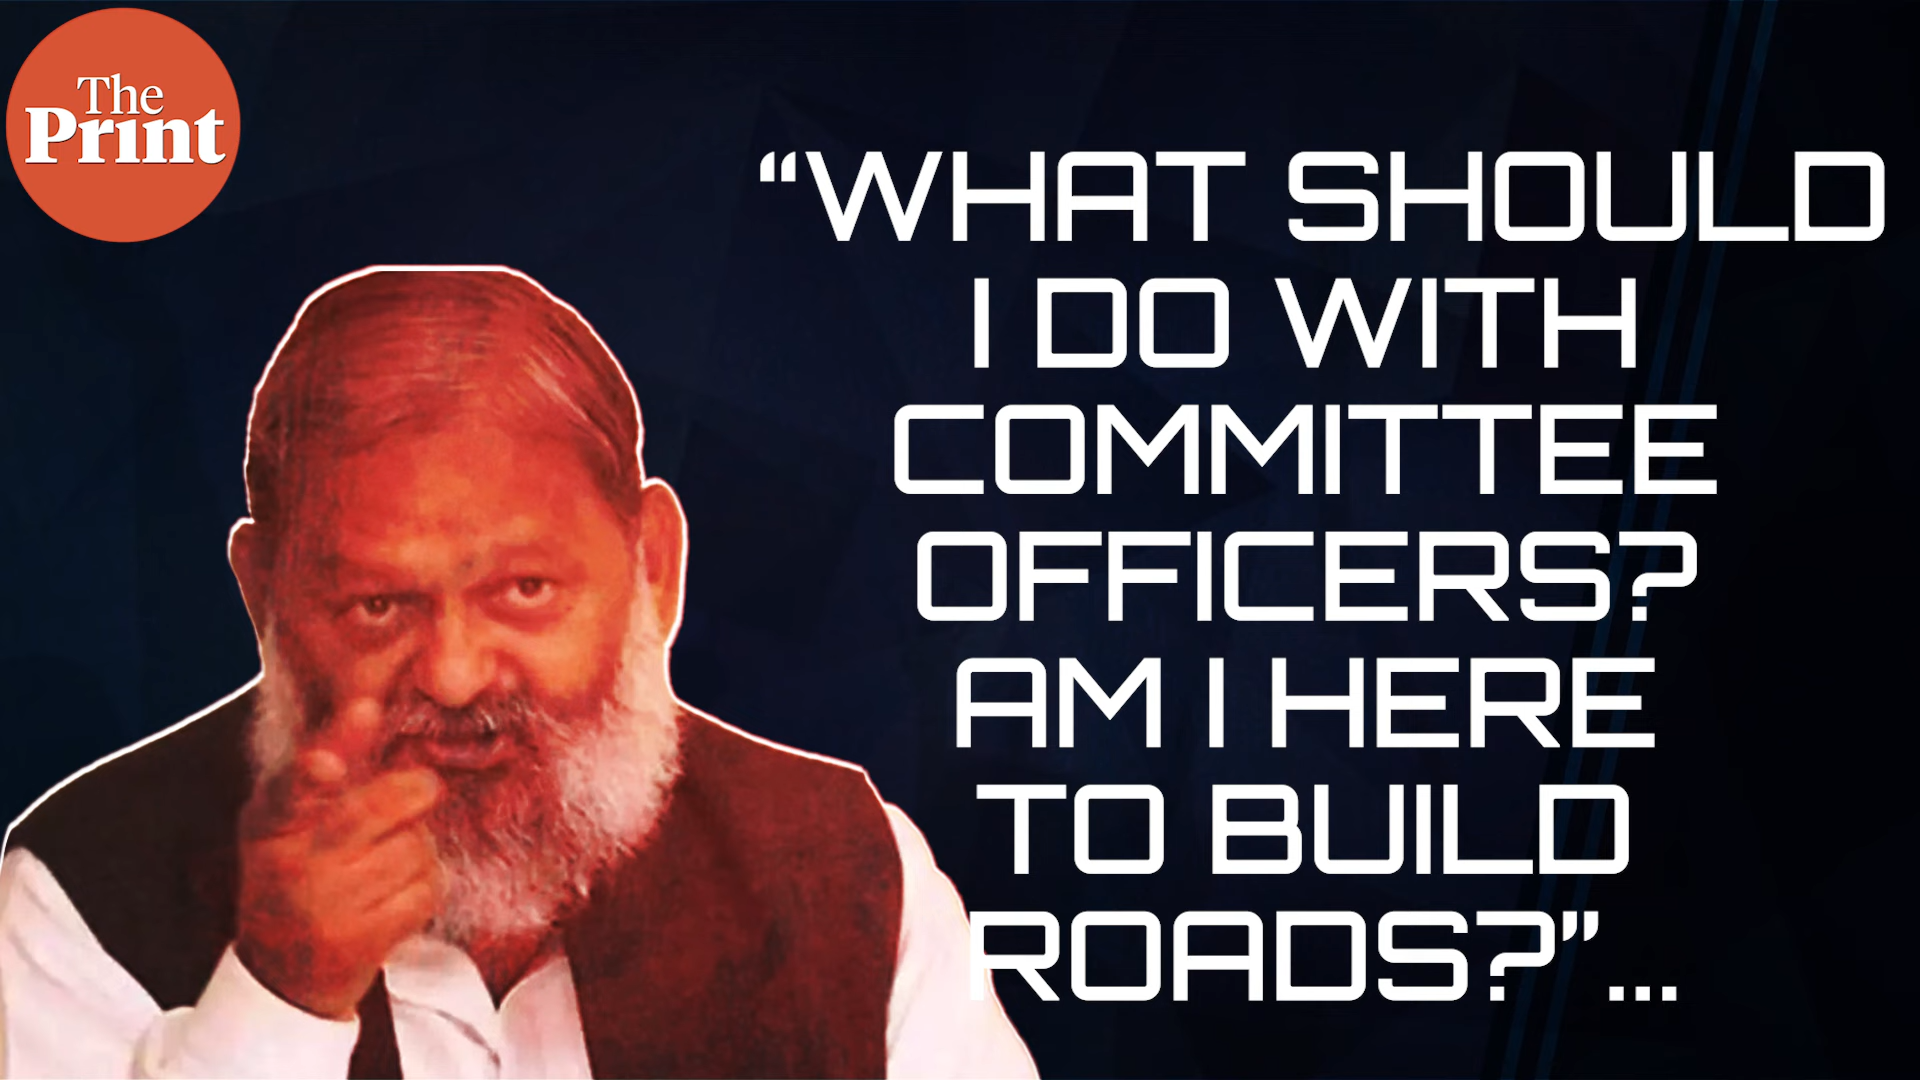 The
Print
“WHAT SHOULD
I DO WITH
COMMITTEE
OFFICERS?
AM I HERE
TO BUILD
ROADS?”...